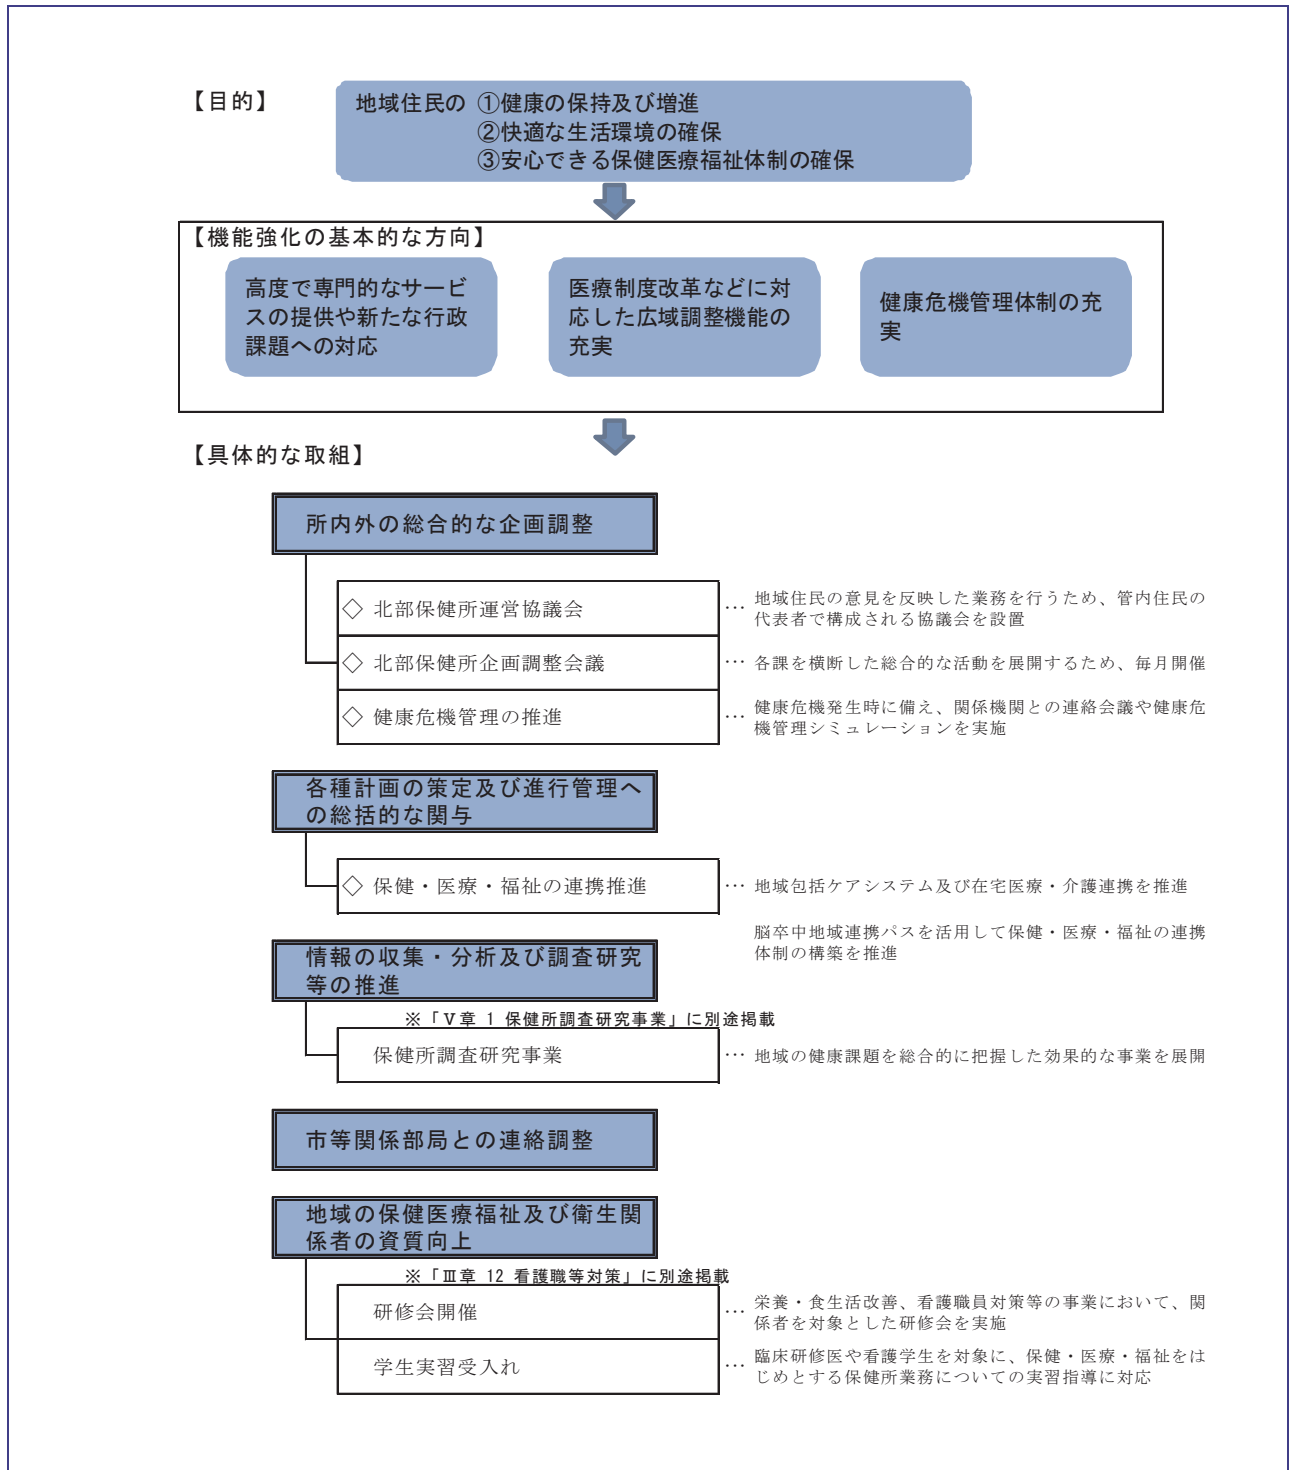 【目的】
地域住民の ①健康の保持及び増進
②快適な生活環境の確保
③安心できる保健医療福祉体制の確保
【機能強化の基本的な方向】
高度で専門的なサービ
スの提供や新たな行政
課題への対応
医療制度改革などに対
応した広域調整機能の
充実
健康危機管理体制の充
実
【具体的な取組】
所内外の総合的な企画調整
◇ 北部保健所運営協議会
… 地域住民の意見を反映した業務を行うため、管内住民の
代表者で構成される協議会を設置
◇ 北部保健所企画調整会議
… 各課を横断した総合的な活動を展開するため、毎月開催
◇ 健康危機管理の推進
… 健康危機発生時に備え、関係機関との連絡会議や健康危
機管理シミュレーションを実施
各種計画の策定及び進行管理へ
の総括的な関与
◇ 保健・医療・福祉の連携推進
… 地域包括ケアシステム及び在宅医療・介護連携を推進
脳卒中地域連携パスを活用して保健・医療・福祉の連携
体制の構築を推進
情報の収集・分析及び調査研究
等の推進
※「Ⅴ章 1 保健所調査研究事業」に別途掲載
保健所調査研究事業
… 地域の健康課題を総合的に把握した効果的な事業を展開
市等関係部局との連絡調整
地域の保健医療福祉及び衛生関
係者の資質向上
※「Ⅲ章 12 看護職等対策」に別途掲載
研修会開催
… 栄養・食生活改善、看護職員対策等の事業において、関
係者を対象とした研修会を実施
学生実習受入れ
… 臨床研修医や看護学生を対象に、保健・医療・福祉をは
じめとする保健所業務についての実習指導に対応